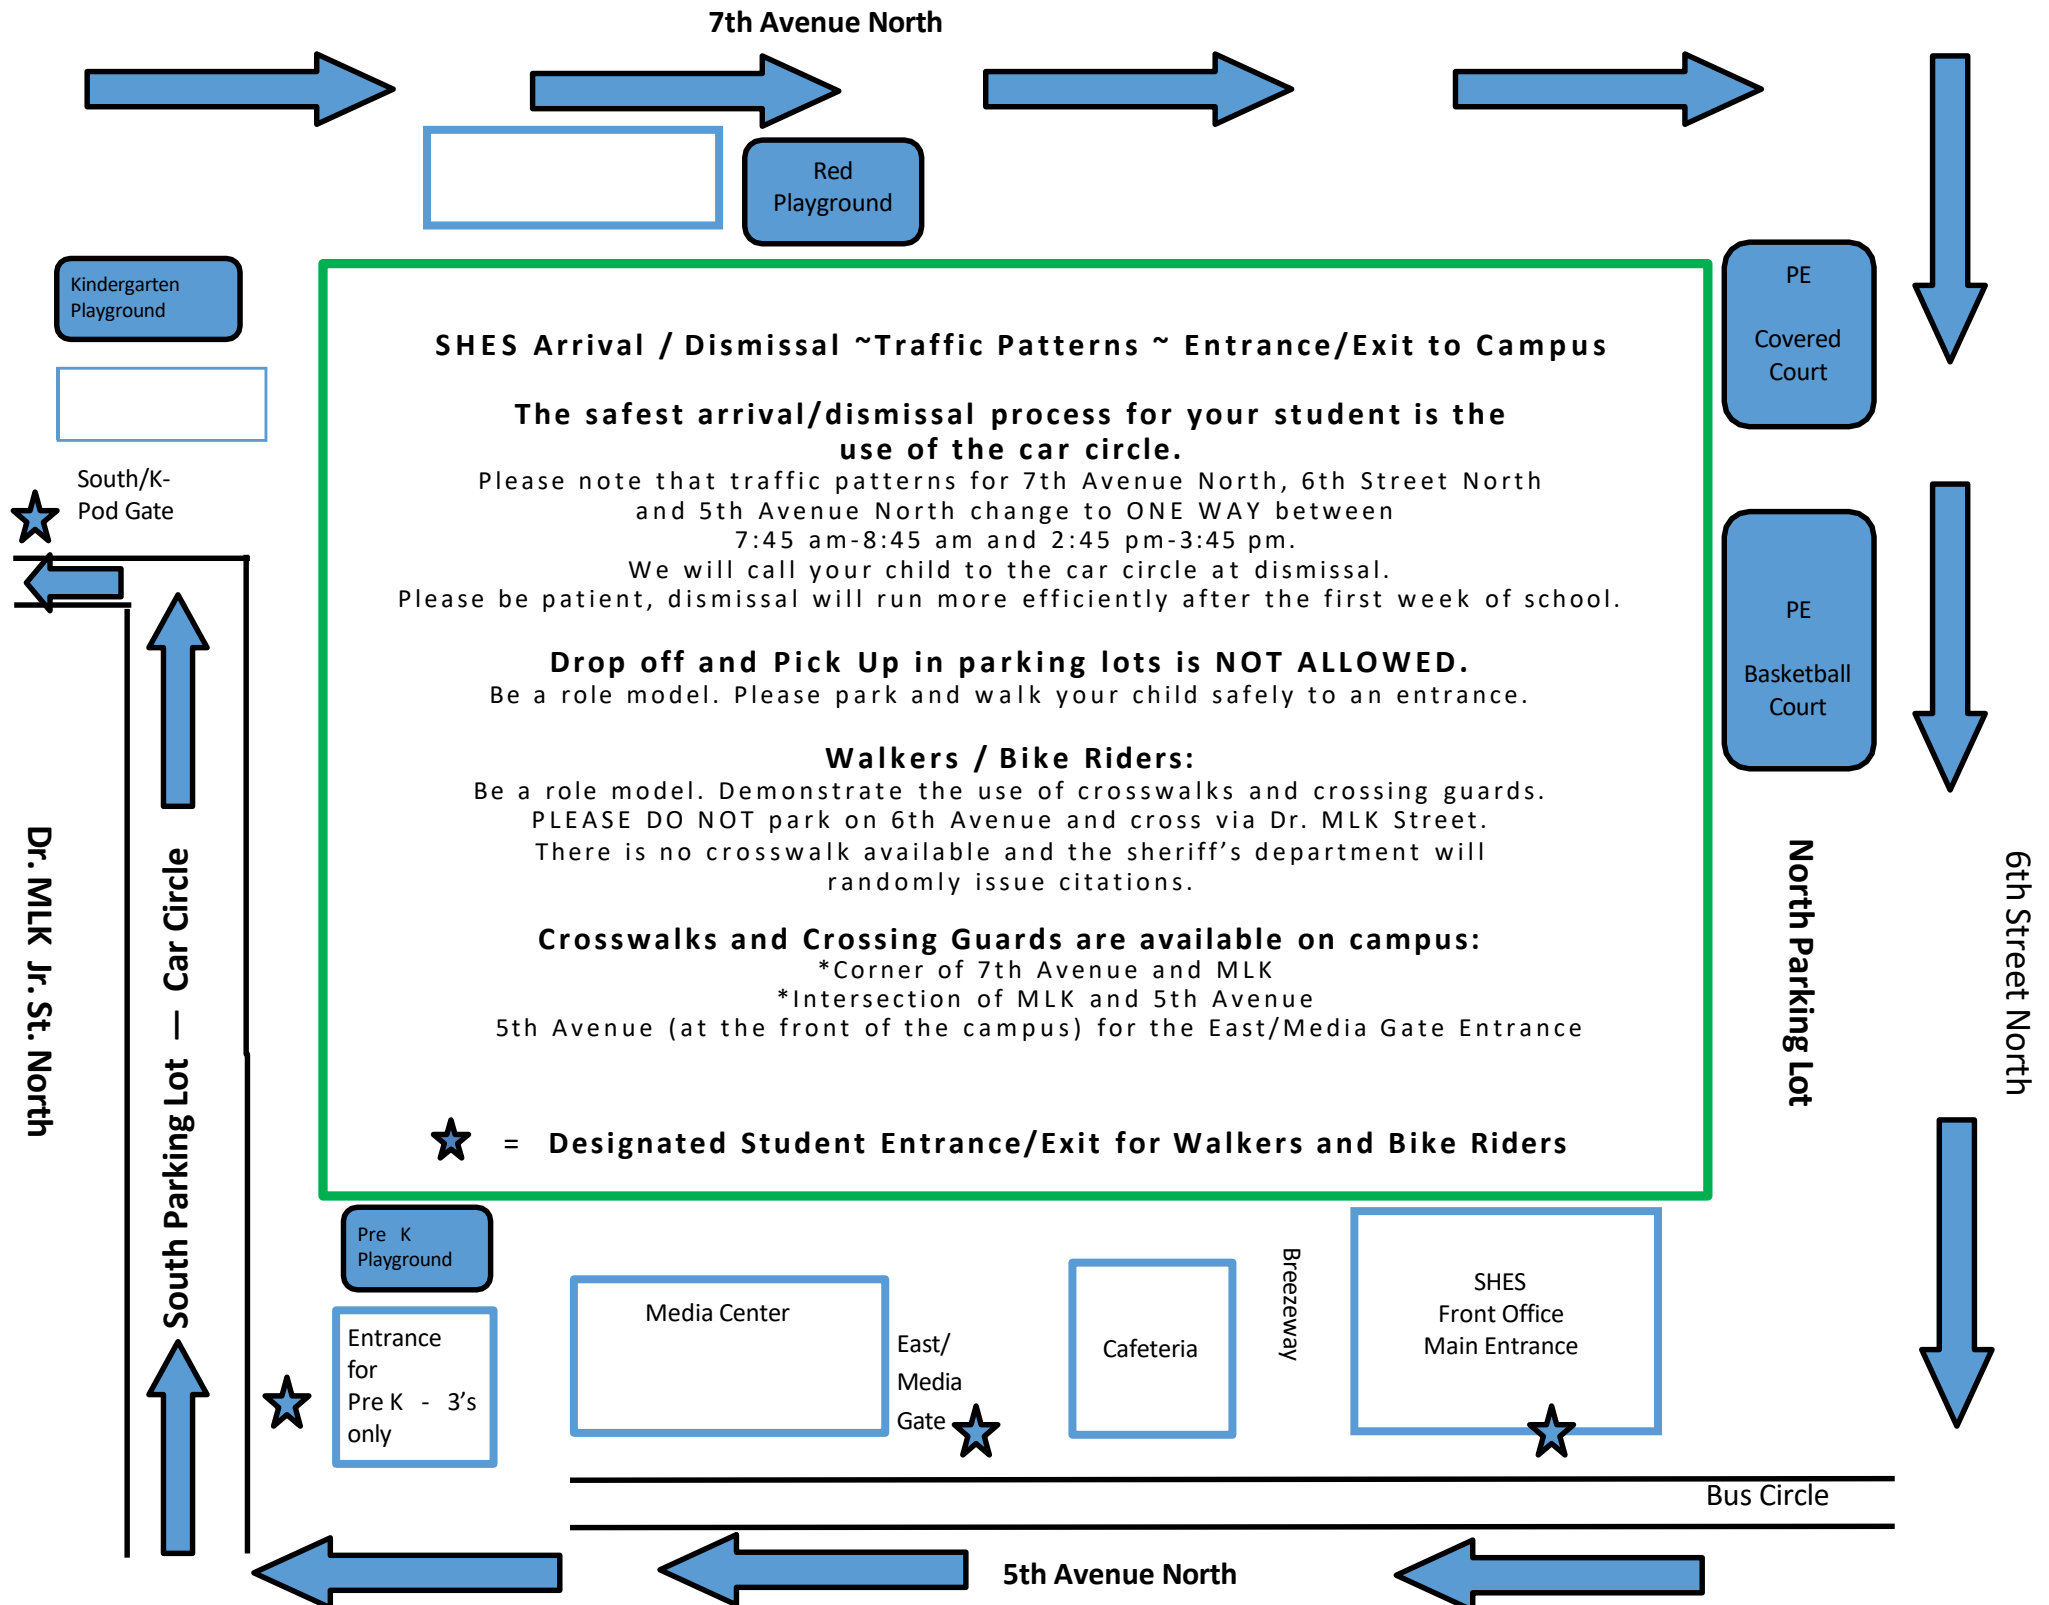 7th Avenue North
Red
Playground
Kindergarten
Playground
PE
Covered
Court
South/K-
Pod Gate
SHES Arrival / Dismissal ~Traffic Patterns ~ Entrance/Exit to Campus
The safest arrival/dismissal process for your student is the
use of the car circle.
Please note that traffic patterns for 7th Avenue North, 6th Street North
and 5th Avenue North change to ONE WAY between
7:45 am-8:45 am and 2:45 pm-3:45 pm.
We will call your child to the car circle at dismissal.
Please be patient, dismissal will run more efficiently after the first week of school.
Drop off and Pick Up in parking lots is NOT ALLOWED.
Be a role model. Please park and walk your child safely to an entrance.
Walkers / Bike Riders:
Be a role model. Demonstrate the use of crosswalks and crossing guards.
PLEASE DO NOT park on 6th Avenue and cross via Dr. MLK Street.
There is no crosswalk available and the sheriff’s department will
randomly issue citations.
Crosswalks and Crossing Guards are available on campus:
*Corner of 7th Avenue and MLK
*Intersection of MLK and 5th Avenue
5th Avenue (at the front of the campus) for the East/Media Gate Entrance
= Designated Student Entrance/Exit for Walkers and Bike Riders
PE
Basketball
Court
Dr. MLK Jr. St. North
South Parking Lot — Car Circle
North Parking Lot
6th Street North
Pre K
Playground
Entrance
for
Pre K - 3’s
only
Media Center
East/
Media
Gate
Cafeteria
Breezeway
SHES
Front Office
Main Entrance
Bus Circle
5th Avenue North